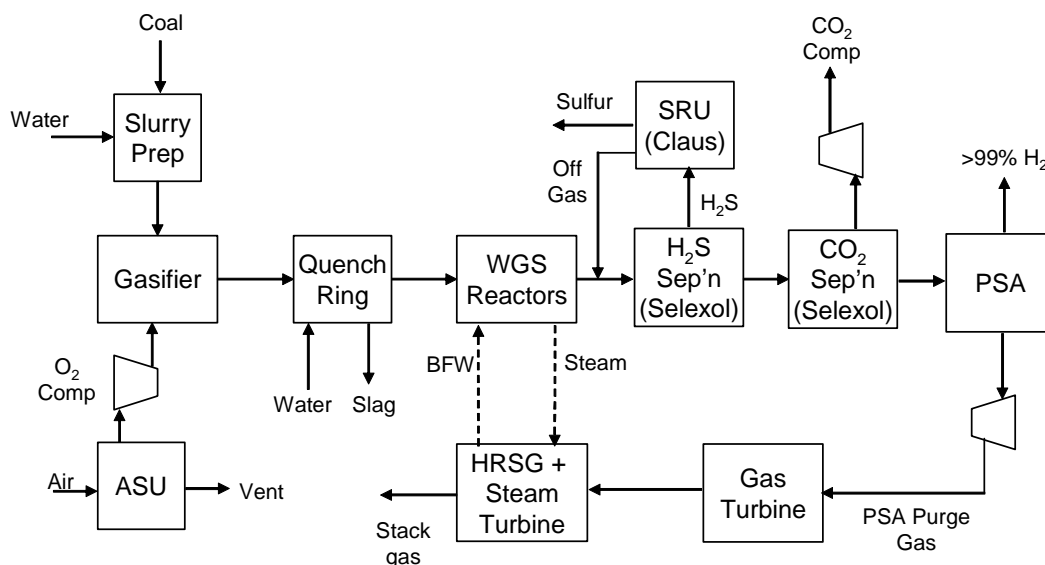 Coal
Water
Slurry
Prep
Gasifier
O₂
Comp
Air
ASU
Vent
Quench
Ring
Water
Slag
WGS
Reactors
BFW
Steam
Sulfur
SRU
(Claus)
Off
Gas
H₂S
H₂S
Sep'n
(Selexol)
CO₂
Comp
CO₂
Sep'n
(Selexol)
>99% H₂
PSA
HRSG +
Steam
Turbine
Stack
gas
Gas
Turbine
PSA Purge
Gas